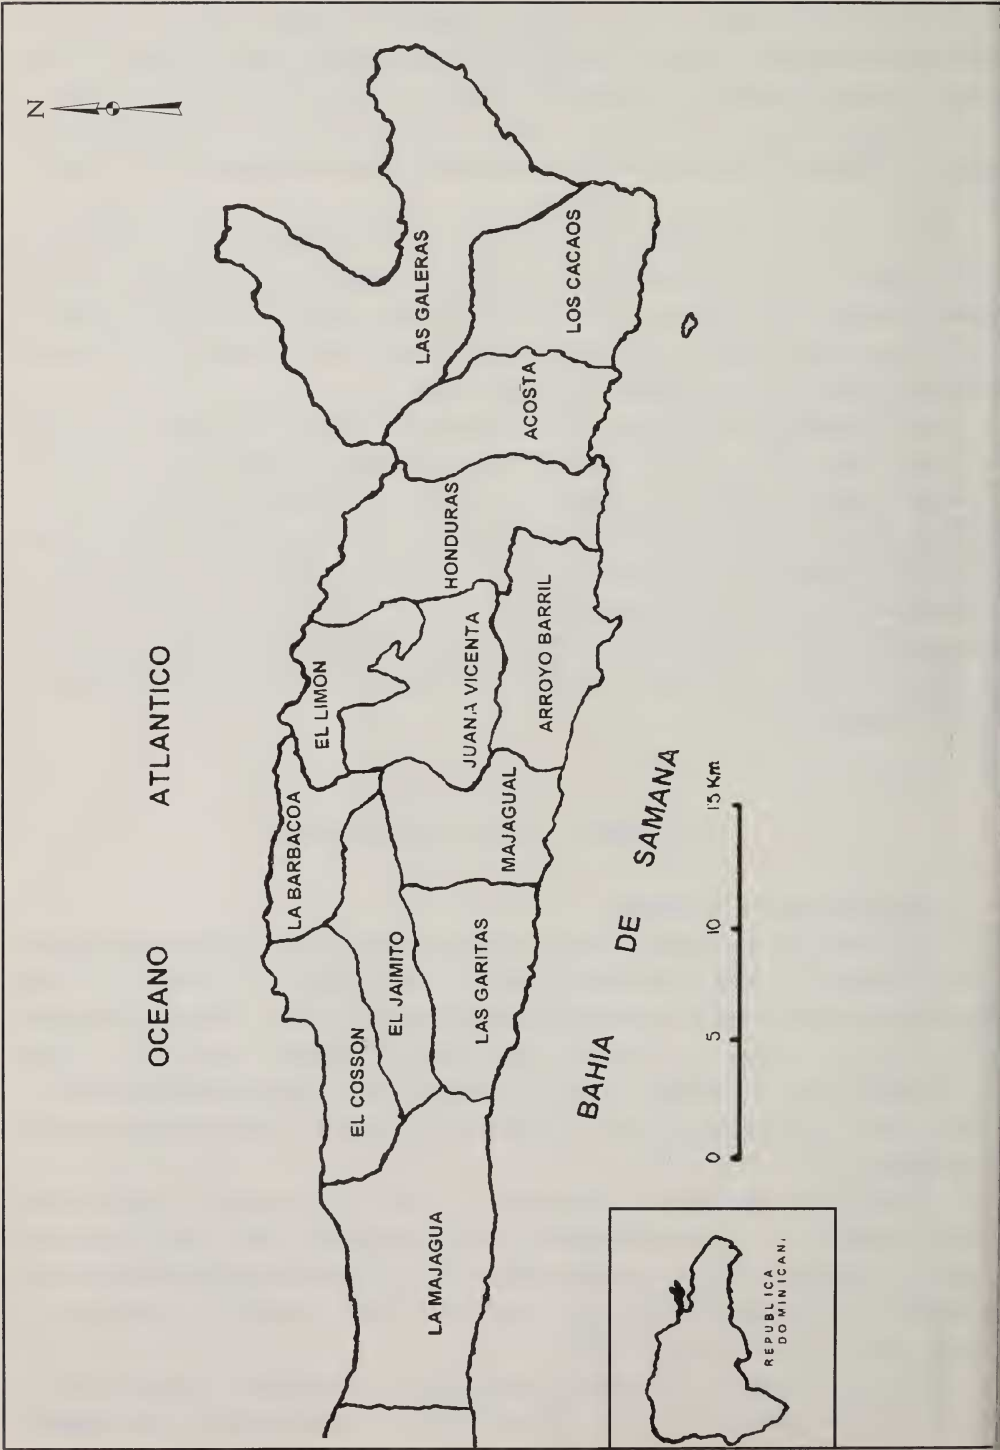 N
OCEANO ATLANTICO
LAS GALERAS
LOS CACAOS
ACOSTA
HONDURAS
EL LIMON
JUANA VICENTA
ARROYO BARRIL
LA BARBACOA
MAJAGUAL
EL JAIMITO
LAS GARITAS
EL COSSON
LA MAJAGUA
BAHIA DE SAMANA
0 5 10 15 Km
REPUBLICA
DOMINICAN